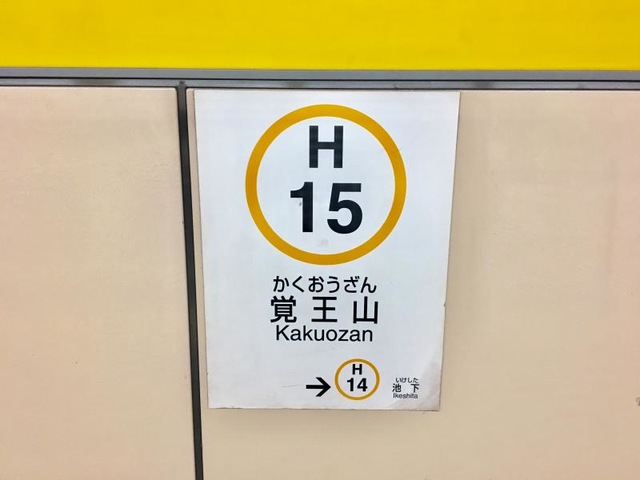 H
15
かくおうざん
覚王山
Kakuozan
→ H 14
いけした
池下
Ikeshita